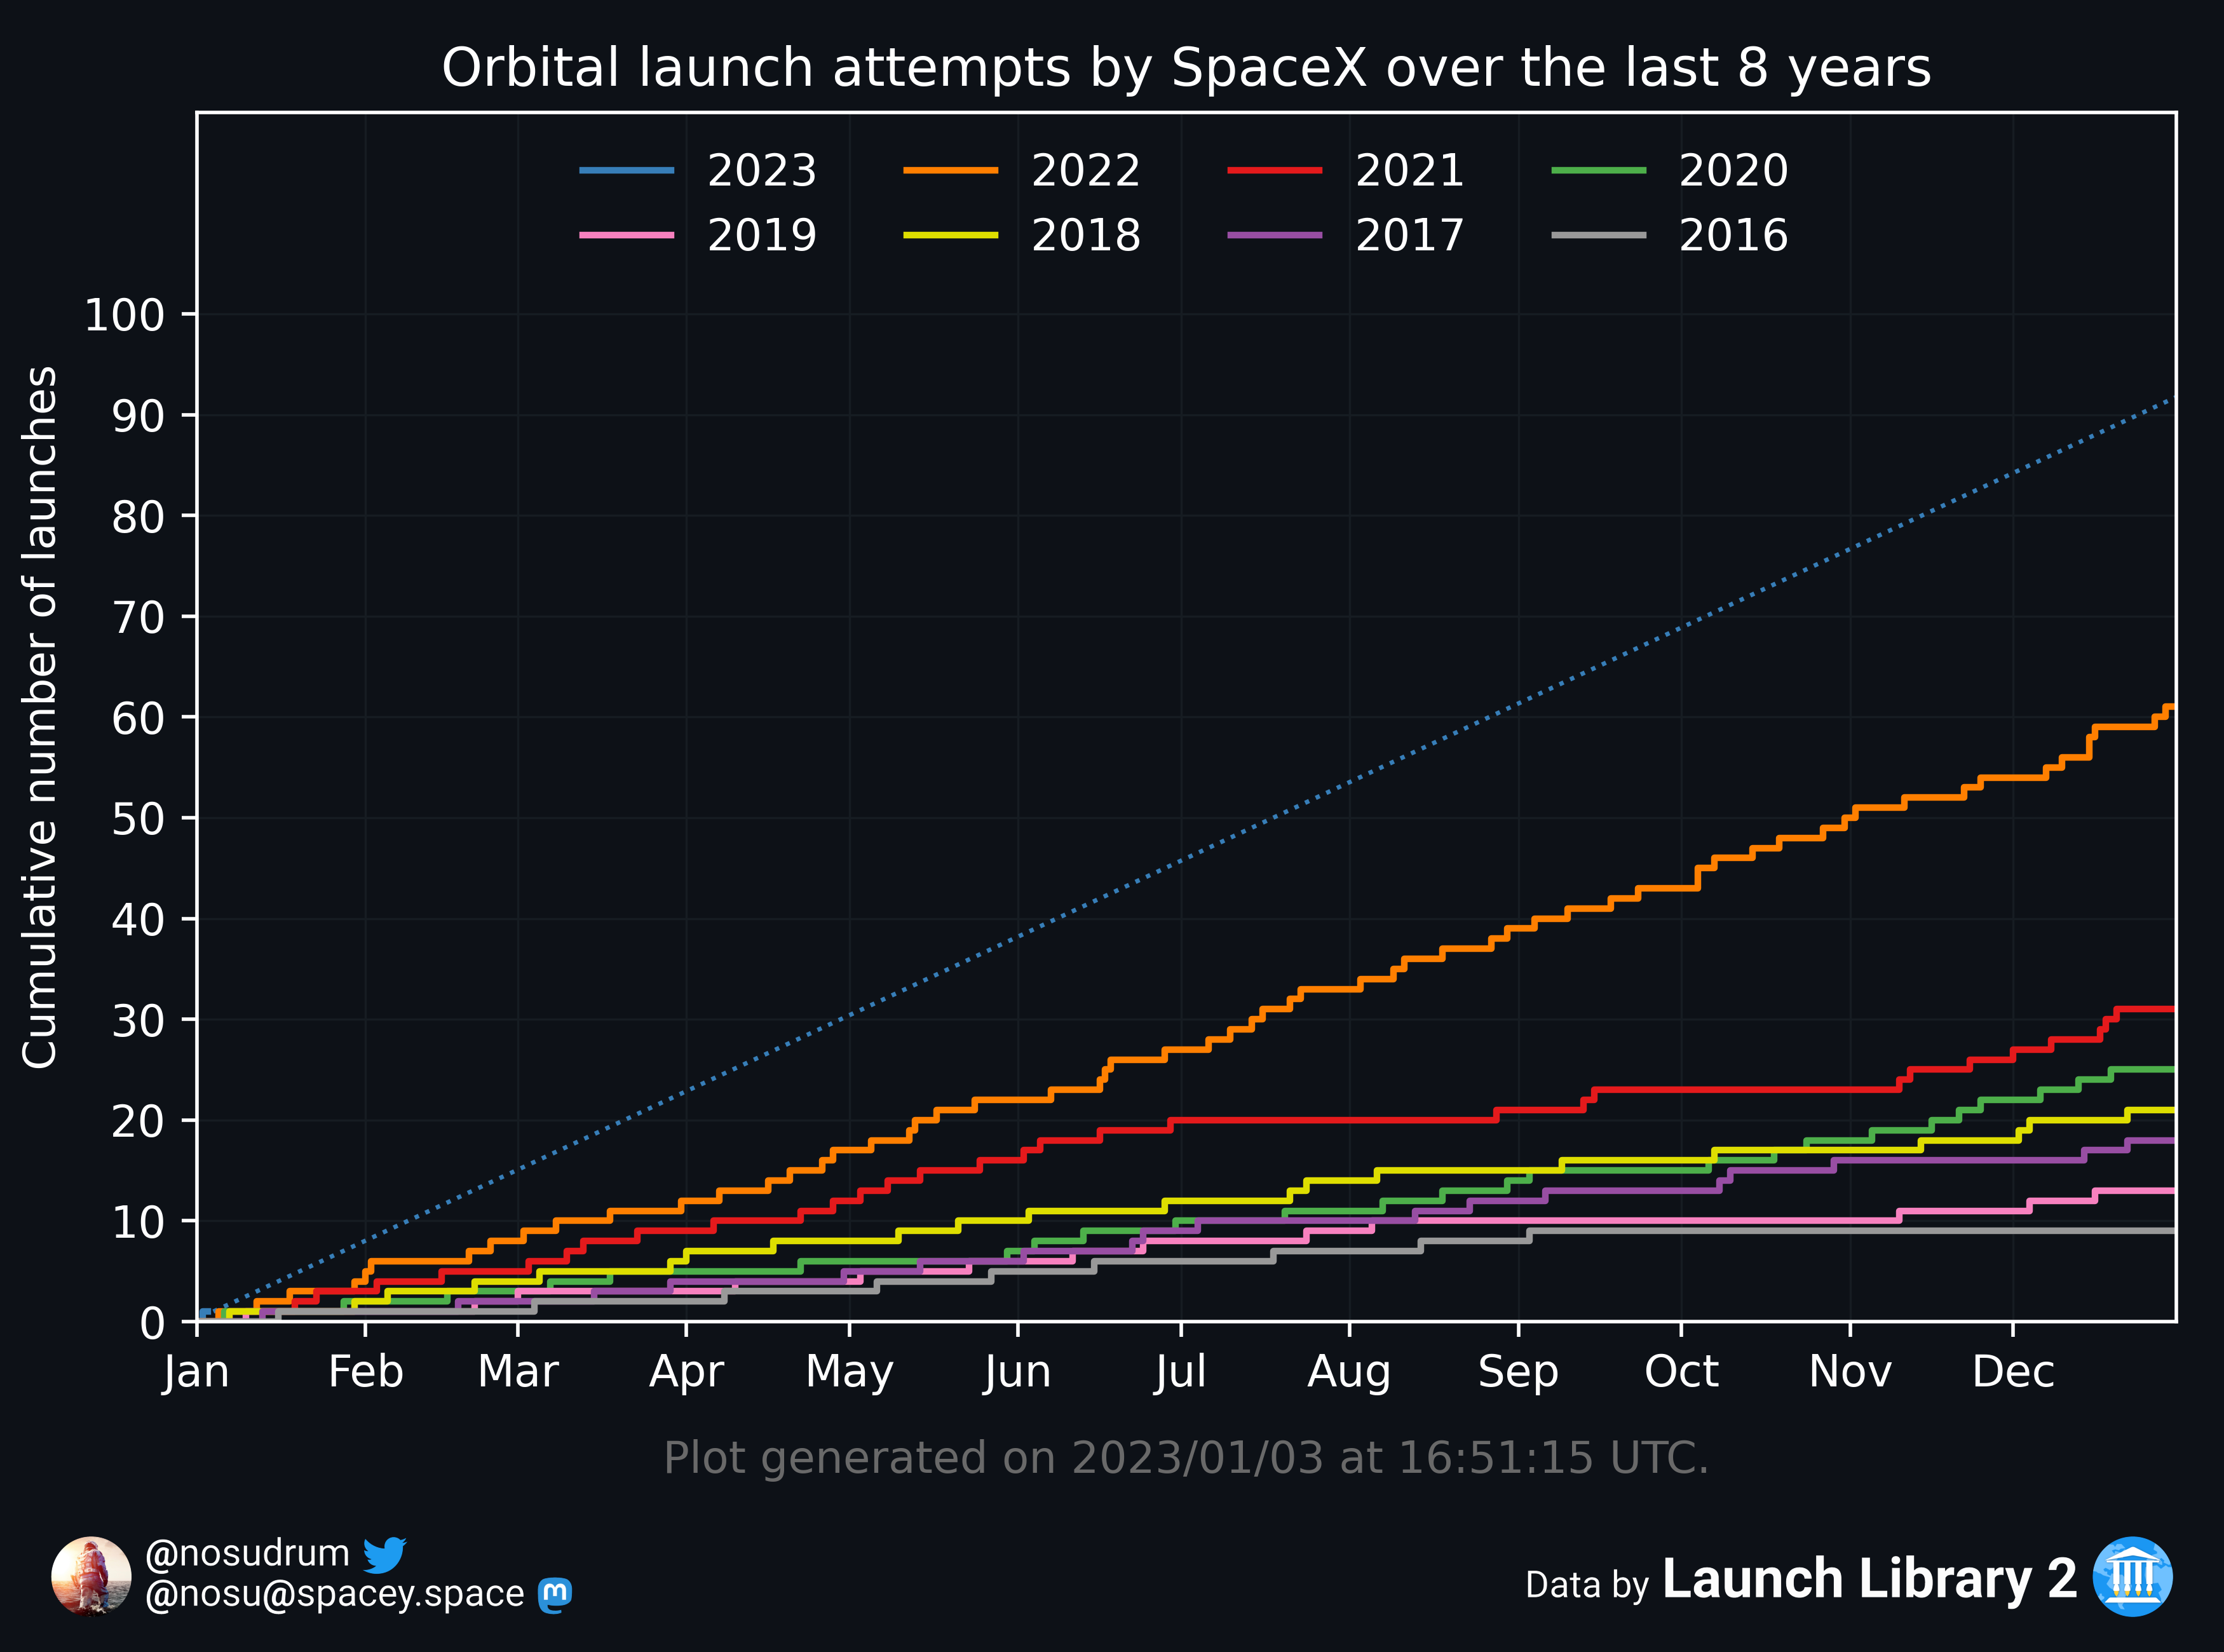 Orbital launch attempts by SpaceX over the last 8 years
2023 2022 2021 2020
2019 2018 2017 2016
Cumulative number of launches
100
90
80
70
60
50
40
30
20
10
0
Jan Feb Mar Apr May Jun Jul Aug Sep Oct Nov Dec
Plot generated on 2023/01/03 at 16:51:15 UTC.
@nosudrum
@nosu@spacey.space
Data by Launch Library 2